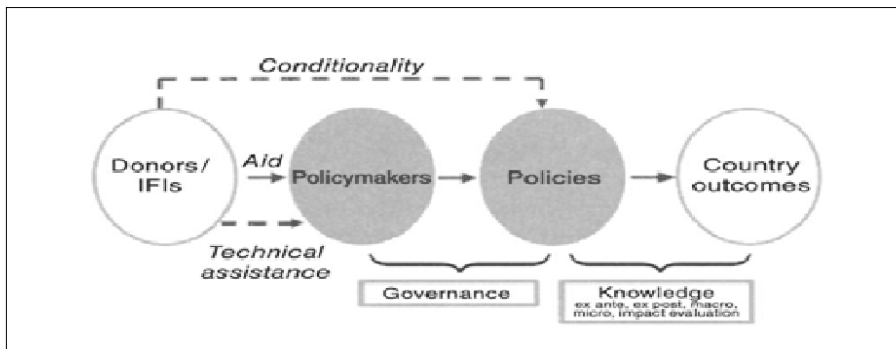 Conditionality
Donors/
IFIs
Aid
Policymakers
Policies
Country
outcomes
Technical
assistance
Governance
Knowledge
ex ante, ex post, macro,
micro, impact evaluation